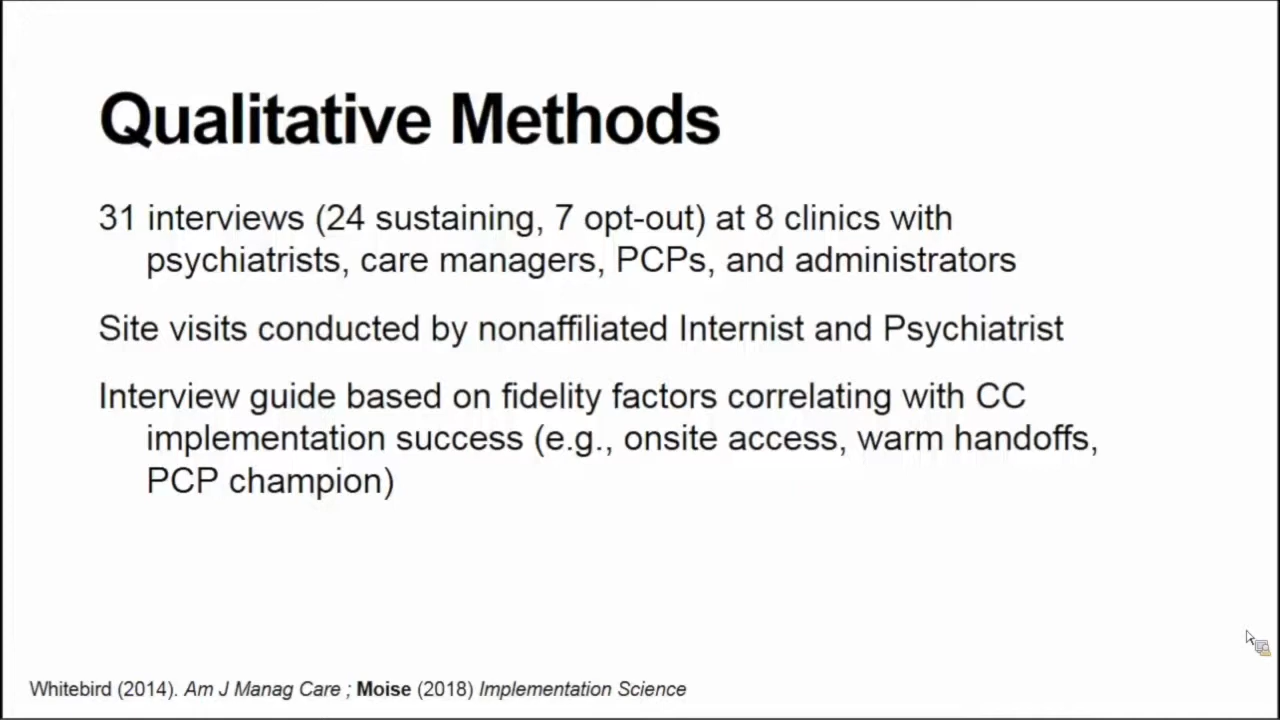 Qualitative Methods
31 interviews (24 sustaining, 7 opt-out) at 8 clinics with
psychiatrists, care managers, PCPs, and administrators
Site visits conducted by nonaffiliated Internist and Psychiatrist
Interview guide based on fidelity factors correlating with CC
implementation success (e.g., onsite access, warm handoffs,
PCP champion)
Whitebird (2014). Am J Manag Care ; Moise (2018) Implementation Science